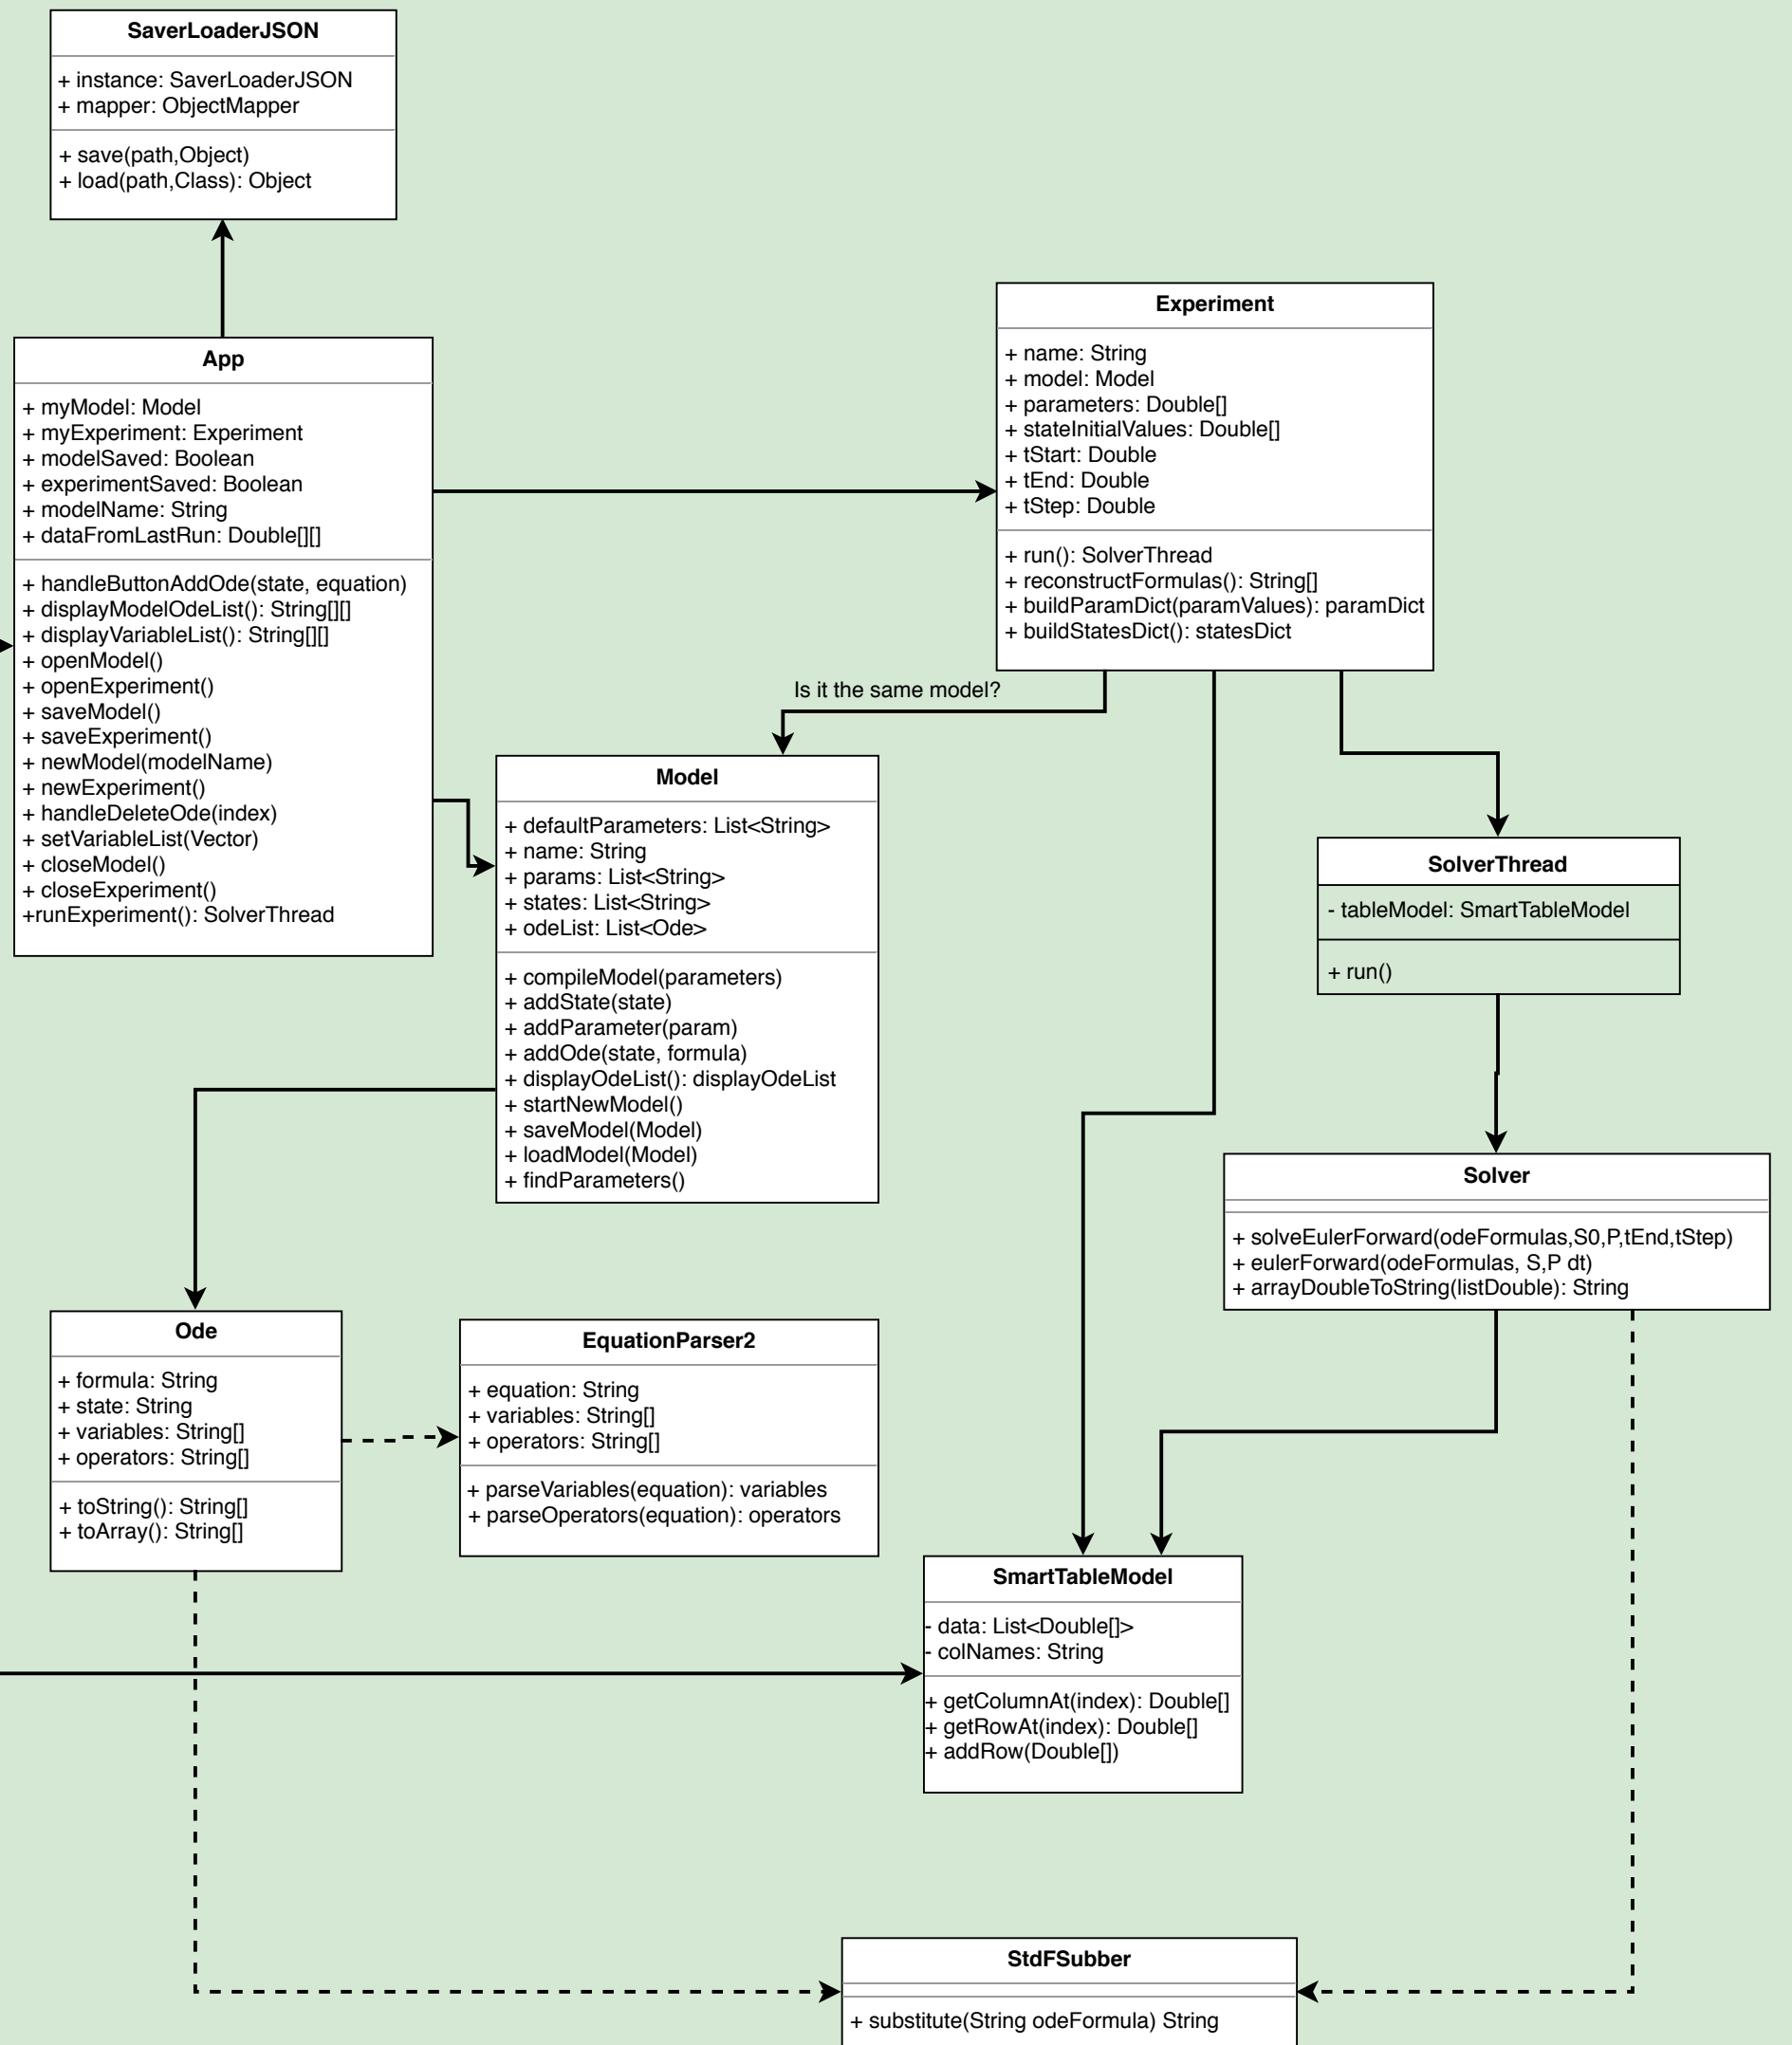 SaverLoaderJSON
+ instance: SaverLoaderJSON
+ mapper: ObjectMapper
+ save(path,Object)
+ load(path,Class): Object
App
+ myModel: Model
+ myExperiment: Experiment
+ modelSaved: Boolean
+ experimentSaved: Boolean
+ modelName: String
+ dataFromLastRun: Double[][]
+ handleButtonAddOde(state, equation)
+ displayModelOdeList(): String[][]
+ displayVariableList(): String[][]
+ openModel()
+ openExperiment()
+ saveModel()
+ saveExperiment()
+ newModel(modelName)
+ newExperiment()
+ handleDeleteOde(index)
+ setVariableList(Vector)
+ closeModel()
+ closeExperiment()
+runExperiment(): SolverThread
Experiment
+ name: String
+ model: Model
+ parameters: Double[]
+ stateInitialValues: Double[]
+ tStart: Double
+ tEnd: Double
+ tStep: Double
+ run(): SolverThread
+ reconstructFormulas(): String[]
+ buildParamDict(paramValues): paramDict
+ buildStatesDict(): statesDict
Is it the same model?
Model
+ defaultParameters: List<String>
+ name: String
+ params: List<String>
+ states: List<String>
+ odeList: List<Ode>
+ compileModel(parameters)
+ addState(state)
+ addParameter(param)
+ addOde(state, formula)
+ displayOdeList(): displayOdeList
+ startNewModel()
+ saveModel(Model)
+ loadModel(Model)
+ findParameters()
SolverThread
- tableModel: SmartTableModel
+ run()
Solver
+ solveEulerForward(odeFormulas,S0,P,tEnd,tStep)
+ eulerForward(odeFormulas, S,P dt)
+ arrayDoubleToString(listDouble): String
Ode
+ formula: String
+ state: String
+ variables: String[]
+ operators: String[]
+ toString(): String[]
+ toArray(): String[]
EquationParser2
+ equation: String
+ variables: String[]
+ operators: String[]
+ parseVariables(equation): variables
+ parseOperators(equation): operators
SmartTableModel
- data: List<Double[]>
- colNames: String
+ getColumnAt(index): Double[]
+ getRowAt(index): Double[]
+ addRow(Double[])
StdFSubber
+ substitute(String odeFormula) String